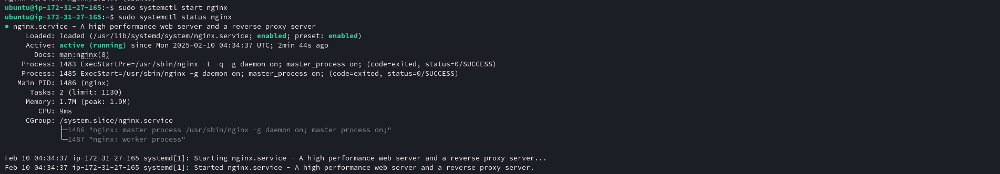 ubuntu@ip-172-31-27-165:~$ sudo systemctl start nginx
ubuntu@ip-172-31-27-165:~$ sudo systemctl status nginx
● nginx.service - A high performance web server and a reverse proxy server
     Loaded: loaded (/usr/lib/systemd/system/nginx.service; enabled; preset: enabled)
     Active: active (running) since Mon 2025-02-10 04:34:37 UTC; 2min 44s ago
       Docs: man:nginx(8)
    Process: 1483 ExecStartPre=/usr/sbin/nginx -t -q -g daemon on; master_process on; (code=exited, status=0/SUCCESS)
    Process: 1485 ExecStart=/usr/sbin/nginx -g daemon on; master_process on; (code=exited, status=0/SUCCESS)
   Main PID: 1486 (nginx)
      Tasks: 2 (limit: 1130)
     Memory: 1.7M (peak: 1.9M)
        CPU: 9ms
     CGroup: /system.slice/nginx.service
             ├─1486 "nginx: master process /usr/sbin/nginx -g daemon on; master_process on;"
             └─1487 "nginx: worker process"
Feb 10 04:34:37 ip-172-31-27-165 systemd[1]: Starting nginx.service - A high performance web server and a reverse proxy server...
Feb 10 04:34:37 ip-172-31-27-165 systemd[1]: Started nginx.service - A high performance web server and a reverse proxy server.